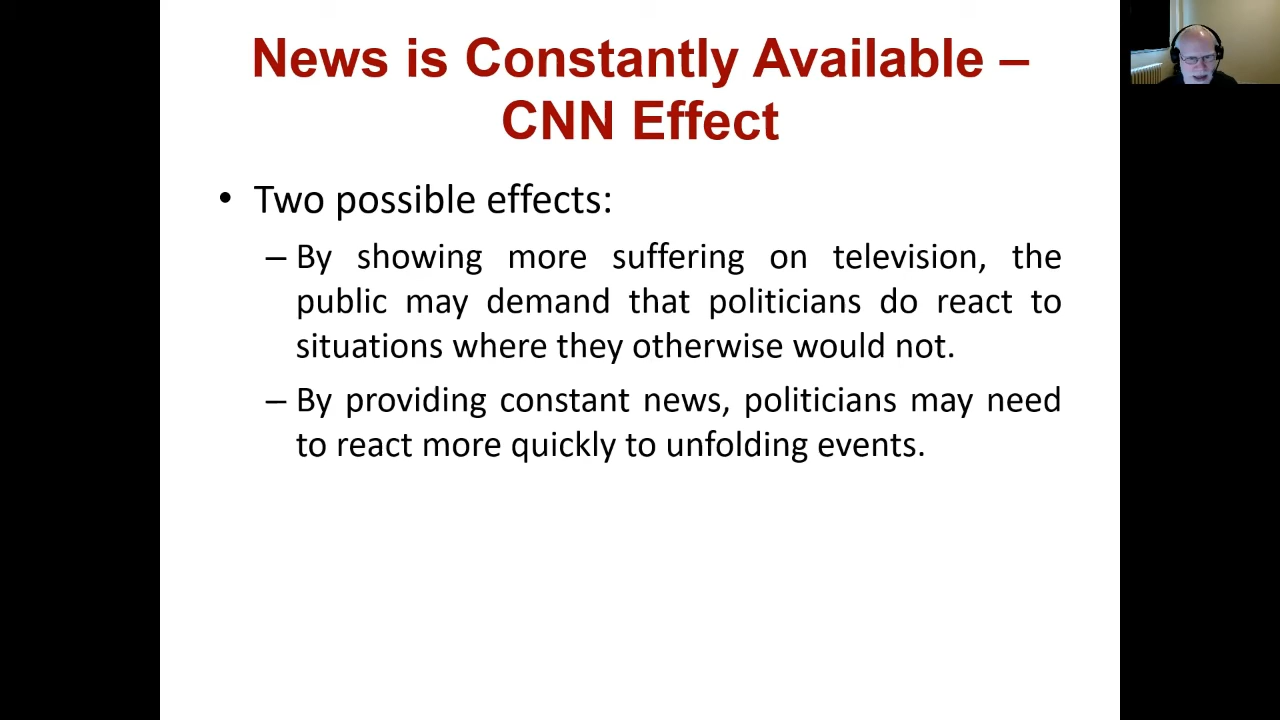 News is Constantly Available –
CNN Effect
• Two possible effects:
– By showing more suffering on television, the
public may demand that politicians do react to
situations where they otherwise would not.
– By providing constant news, politicians may need
to react more quickly to unfolding events.